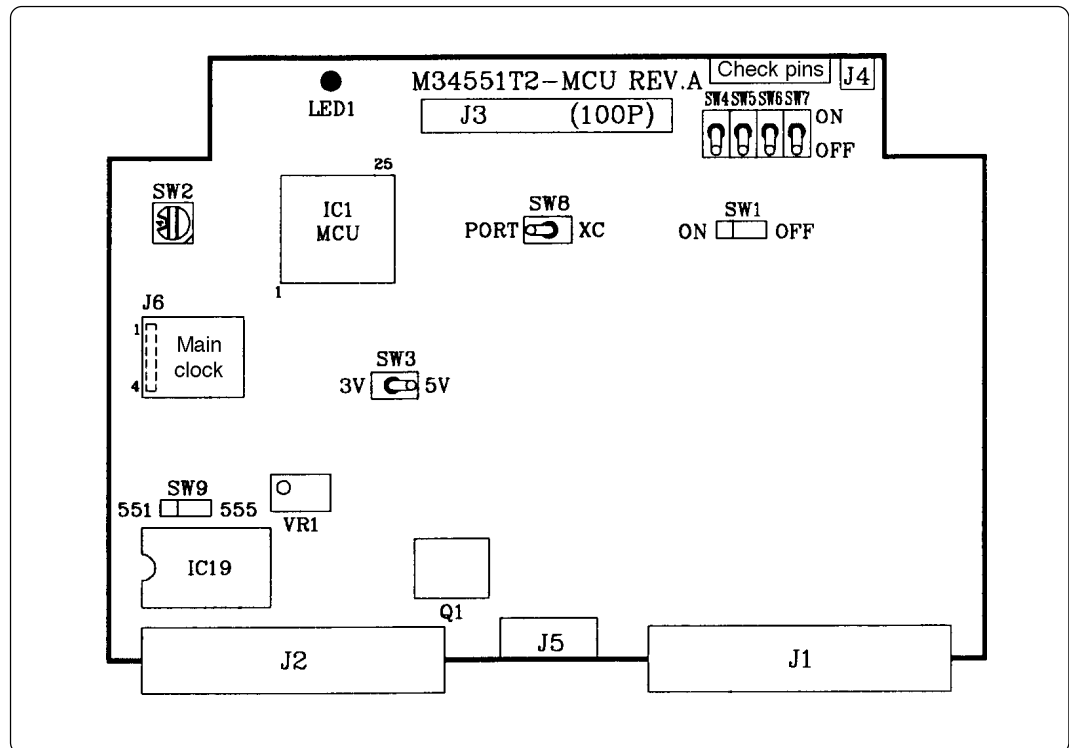 Check pins
J4
M34551T2-MCU REV.A
LED1
J3 (100P)
SW4 SW5 SW6 SW7
ON
OFF
SW2
25
IC1
MCU
1
SW8
PORT XC
SW1
ON OFF
J6
1
Main
clock
4
SW3
3V 5V
SW9
551 555
VR1
IC19
Q1
J2
J5
J1